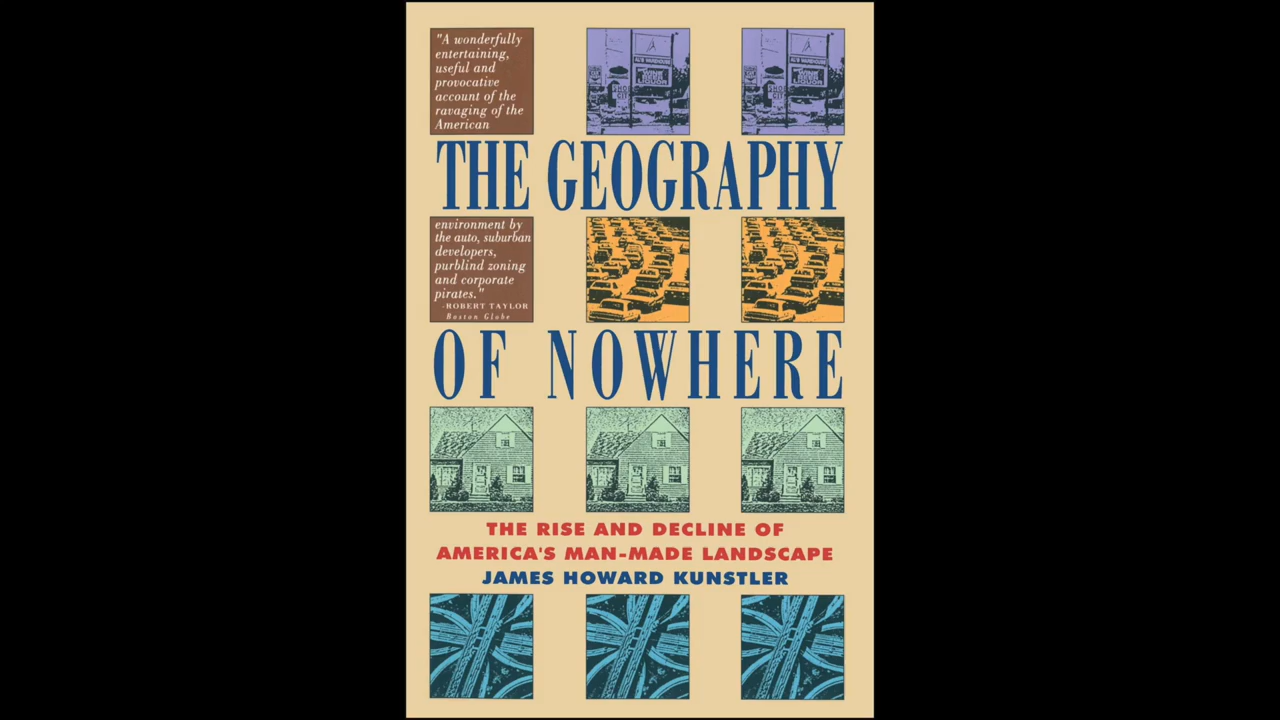 "A wonderfully
entertaining,
useful and
provocative
account of the
ravaging of the
American
THE GEOGRAPHY
environment by
the auto, suburban
developers,
purblind zoning
and corporate
pirates."
-ROBERT TAYLOR
Boston Globe
OF NOWHERE
THE RISE AND DECLINE OF
AMERICA'S MAN-MADE LANDSCAPE
JAMES HOWARD KUNSTLER